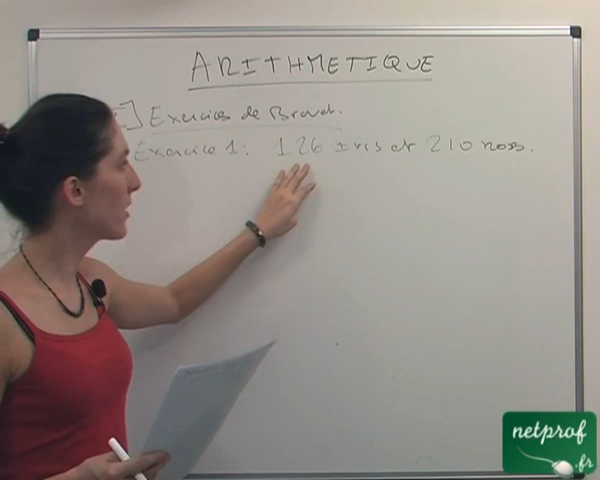 ARITHMETIQUE
I] Exercices de Brevet.
Exercice 1: 126 iris et 210 roses.
netprof
.fr